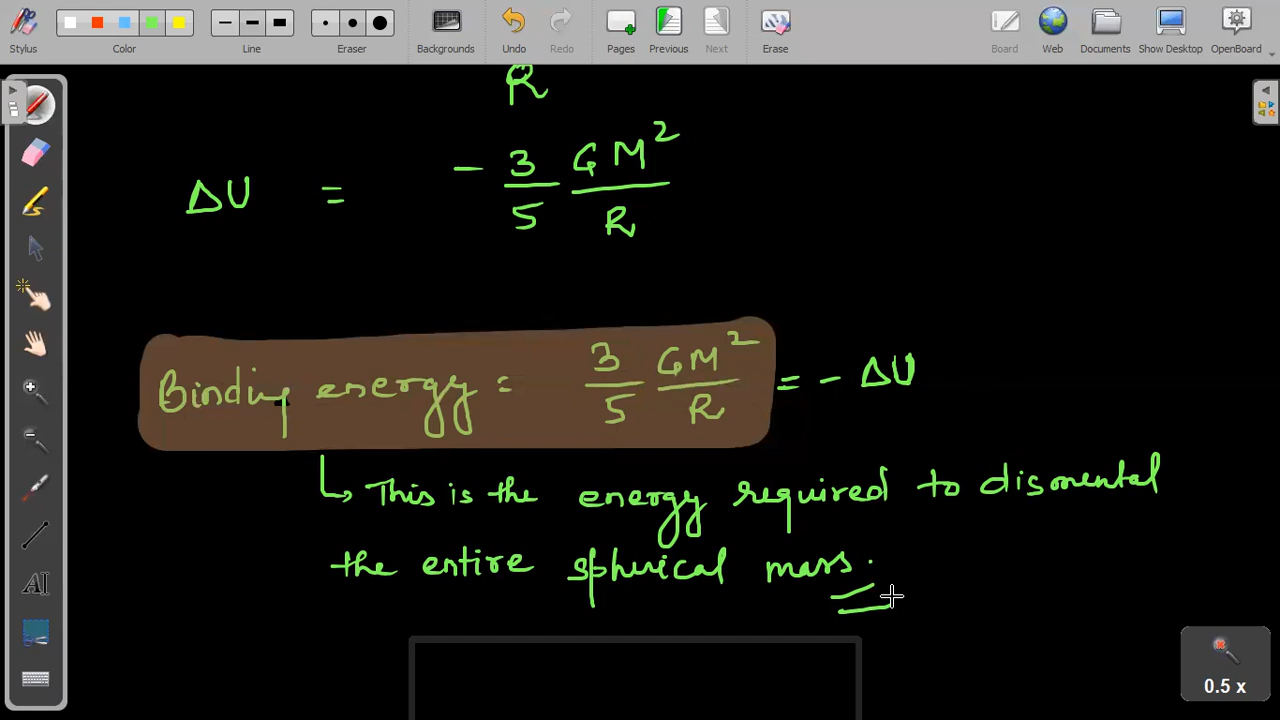 Stylus Color Line Eraser Backgrounds Undo Redo Pages Previous Next Erase Board Web Documents Show Desktop OpenBoard
R
ΔU = - 3/5 GM²/R
Binding energy = 3/5 GM²/R = - ΔU
↳ This is the energy required to dismental
the entire spherical mass.
0.5 x